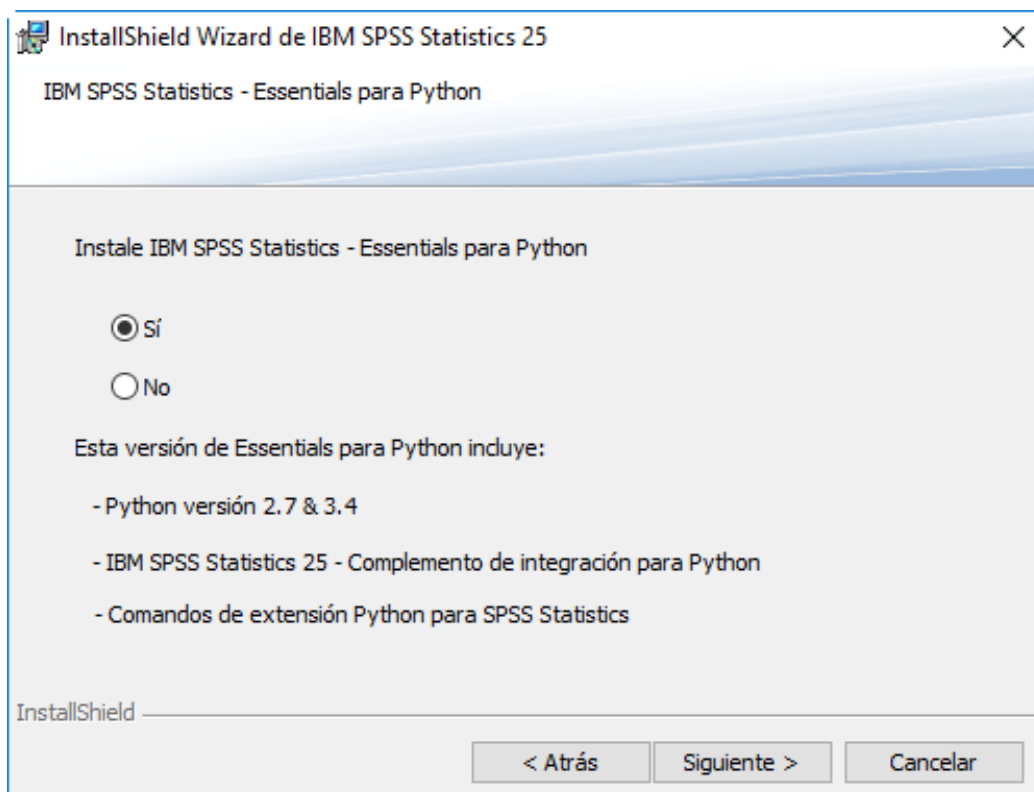 InstallShield Wizard de IBM SPSS Statistics 25
IBM SPSS Statistics - Essentials para Python
Instale IBM SPSS Statistics - Essentials para Python
Sí
No
Esta versión de Essentials para Python incluye:
- Python versión 2.7 & 3.4
- IBM SPSS Statistics 25 - Complemento de integración para Python
- Comandos de extensión Python para SPSS Statistics
InstallShield
< Atrás Siguiente > Cancelar